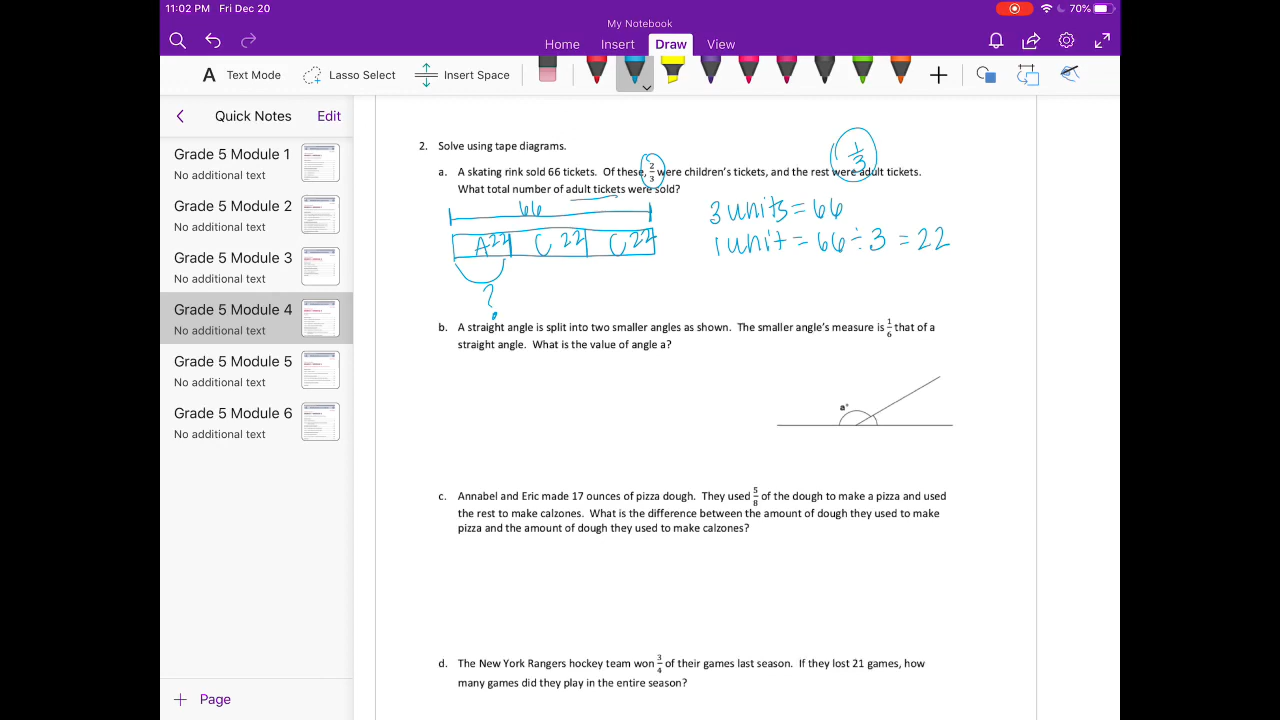 11:02 PM Fri Dec 20
70%
My Notebook
Home Insert Draw View
A Text Mode Lasso Select Insert Space
Quick Notes Edit
Grade 5 Module 1
No additional text
Grade 5 Module 2
No additional text
Grade 5 Module 3
No additional text
Grade 5 Module 4
No additional text
Grade 5 Module 5
No additional text
Grade 5 Module 6
No additional text
+ Page
2. Solve using tape diagrams.
1/3
a. A skating rink sold 66 tickets. Of these, 2/3 were children's tickets, and the rest were adult tickets.
What total number of adult tickets were sold?
66
3 units = 66
A 22 C 22 C 22
1 unit = 66 ÷ 3 = 22
?
b. A straight angle is split into two smaller angles as shown. The smaller angle's measure is 1/6 that of a
straight angle. What is the value of angle a?
a°
c. Annabel and Eric made 17 ounces of pizza dough. They used 5/8 of the dough to make a pizza and used
the rest to make calzones. What is the difference between the amount of dough they used to make
pizza and the amount of dough they used to make calzones?
d. The New York Rangers hockey team won 3/4 of their games last season. If they lost 21 games, how
many games did they play in the entire season?